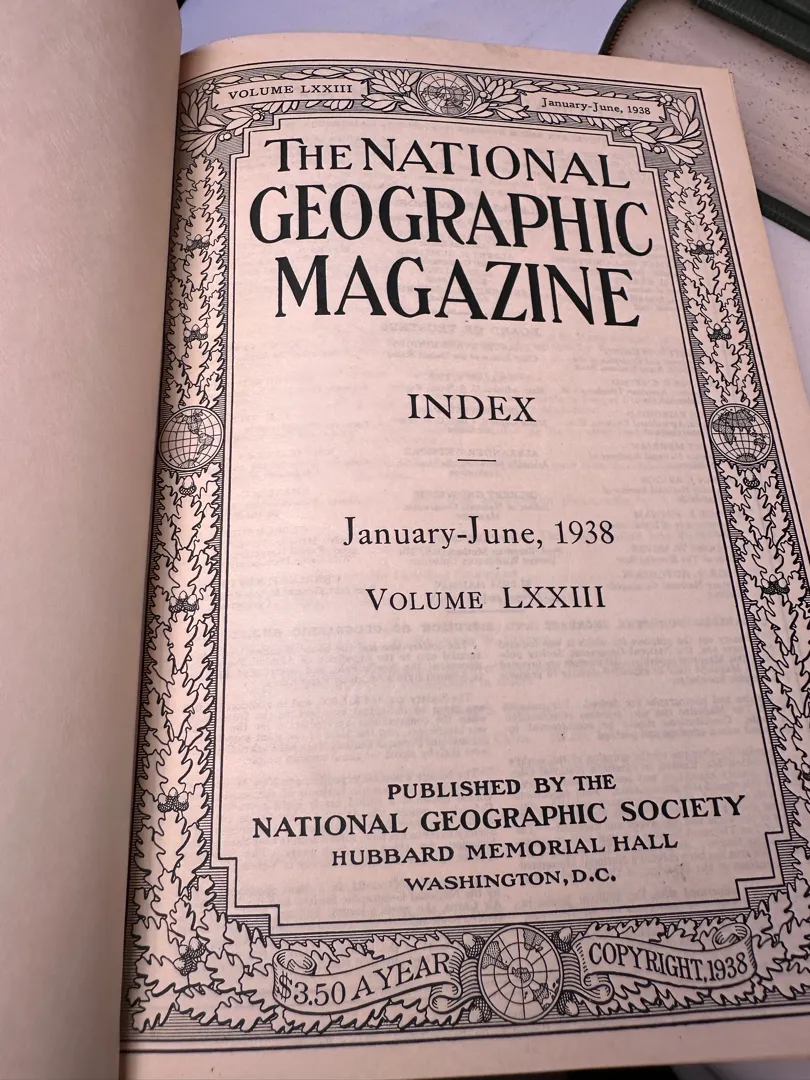 VOLUME LXXIII
January-June, 1938
THE NATIONAL
GEOGRAPHIC
MAGAZINE
INDEX
January-June, 1938
VOLUME LXXIII
PUBLISHED BY THE
NATIONAL GEOGRAPHIC SOCIETY
HUBBARD MEMORIAL HALL
WASHINGTON, D.C.
$3.50 A YEAR
COPYRIGHT, 1938